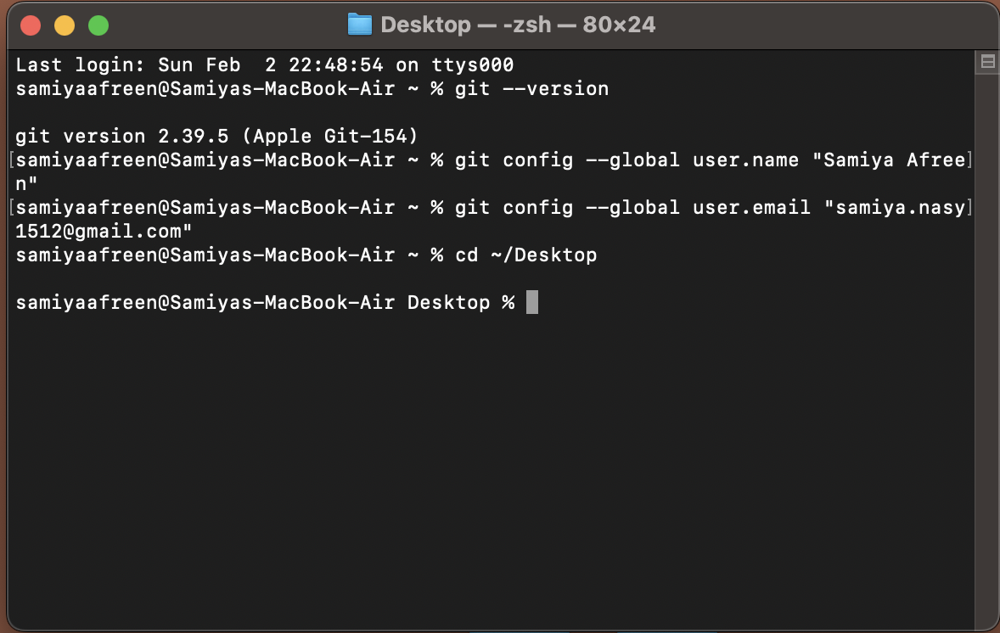 Desktop — -zsh — 80×24
Last login: Sun Feb  2 22:48:54 on ttys000
samiyaafreen@Samiyas-MacBook-Air ~ % git --version
git version 2.39.5 (Apple Git-154)
[samiyaafreen@Samiyas-MacBook-Air ~ % git config --global user.name "Samiya Afree]
n"
[samiyaafreen@Samiyas-MacBook-Air ~ % git config --global user.email "samiya.nasy]
1512@gmail.com"
samiyaafreen@Samiyas-MacBook-Air ~ % cd ~/Desktop
samiyaafreen@Samiyas-MacBook-Air Desktop %